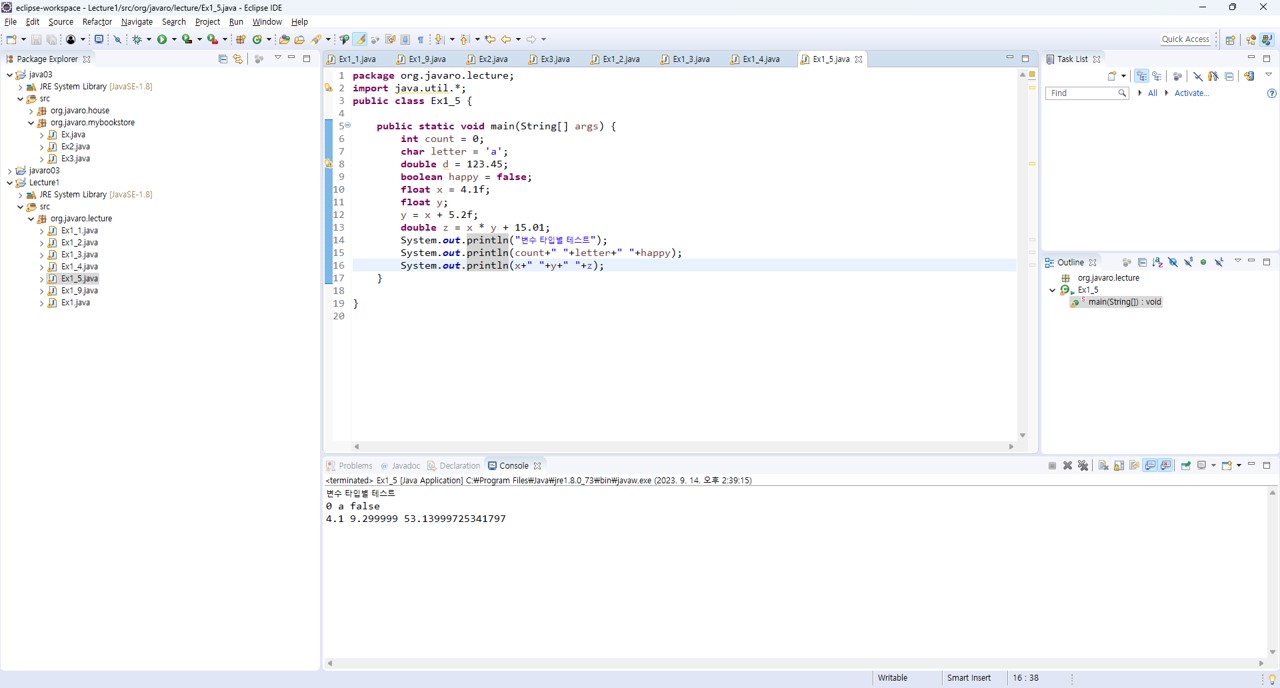 eclipse-workspace - Lecture1/src/org/javaro/lecture/Ex1_5.java - Eclipse IDE
File Edit Source Refactor Navigate Search Project Run Window Help
Quick Access
Package Explorer
java03
JRE System Library [JavaSE-1.8]
src
org.javaro.house
org.javaro.mybookstore
Ex.java
Ex2.java
Ex3.java
javaro03
Lecture1
JRE System Library [JavaSE-1.8]
src
org.javaro.lecture
Ex1_1.java
Ex1_2.java
Ex1_3.java
Ex1_4.java
Ex1_5.java
Ex1_9.java
Ex1.java
Ex1_1.java Ex1_9.java Ex2.java Ex3.java Ex1_2.java Ex1_3.java Ex1_4.java Ex1_5.java
1 package org.javaro.lecture;
2 import java.util.*;
3 public class Ex1_5 {
4
5 public static void main(String[] args) {
6 int count = 0;
7 char letter = 'a';
8 double d = 123.45;
9 boolean happy = false;
10 float x = 4.1f;
11 float y;
12 y = x + 5.2f;
13 double z = x * y + 15.01;
14 System.out.println("변수 타입별 테스트");
15 System.out.println(count+" "+letter+" "+happy);
16 System.out.println(x+" "+y+" "+z);
17 }
18
19 }
20
Task List
Find All Activate...
Outline
org.javaro.lecture
Ex1_5
main(String[]) : void
Problems Javadoc Declaration Console
<terminated> Ex1_5 [Java Application] C:₩Program Files₩Java₩jre1.8.0_73₩bin₩javaw.exe (2023. 9. 14. 오후 2:39:15)
변수 타입별 테스트
0 a false
4.1 9.299999 53.13999725341797
Writable Smart Insert 16 : 38